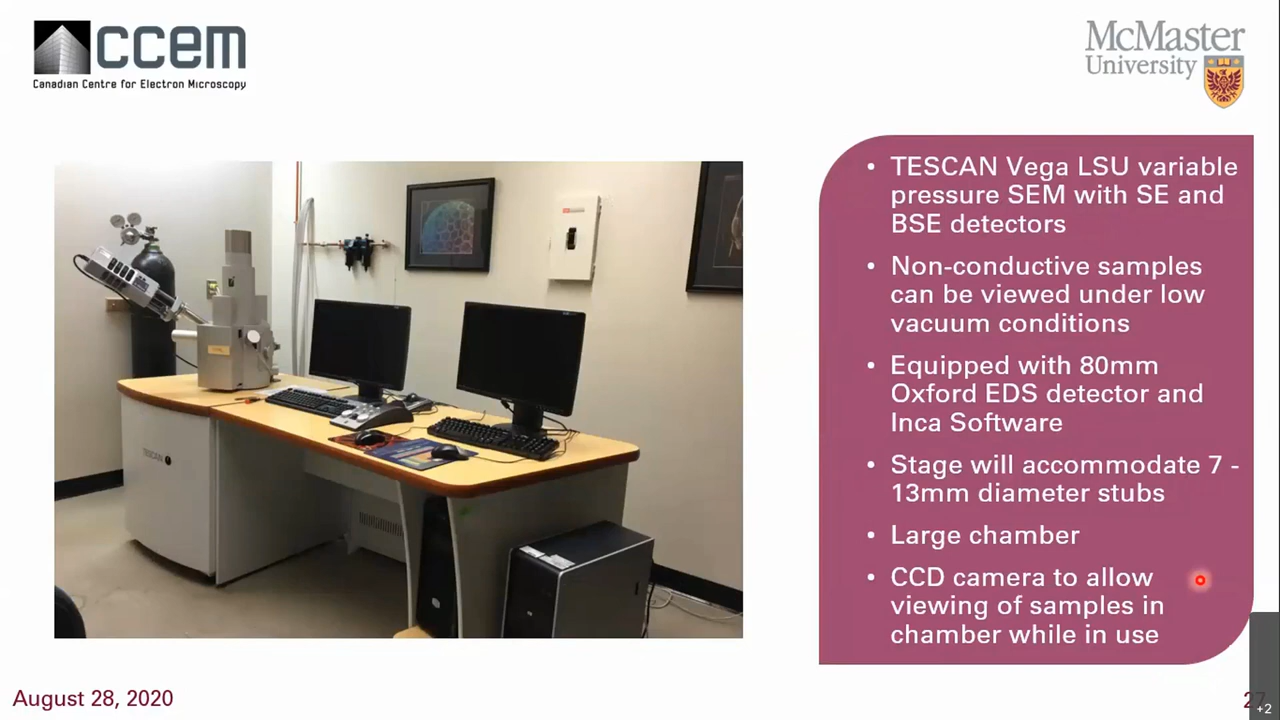 ccem
Canadian Centre for Electron Microscopy
McMaster
University
• TESCAN Vega LSU variable
pressure SEM with SE and
BSE detectors
• Non-conductive samples
can be viewed under low
vacuum conditions
• Equipped with 80mm
Oxford EDS detector and
Inca Software
• Stage will accommodate 7 -
13mm diameter stubs
• Large chamber
• CCD camera to allow
viewing of samples in
chamber while in use
TESCAN
August 28, 2020
27
+2